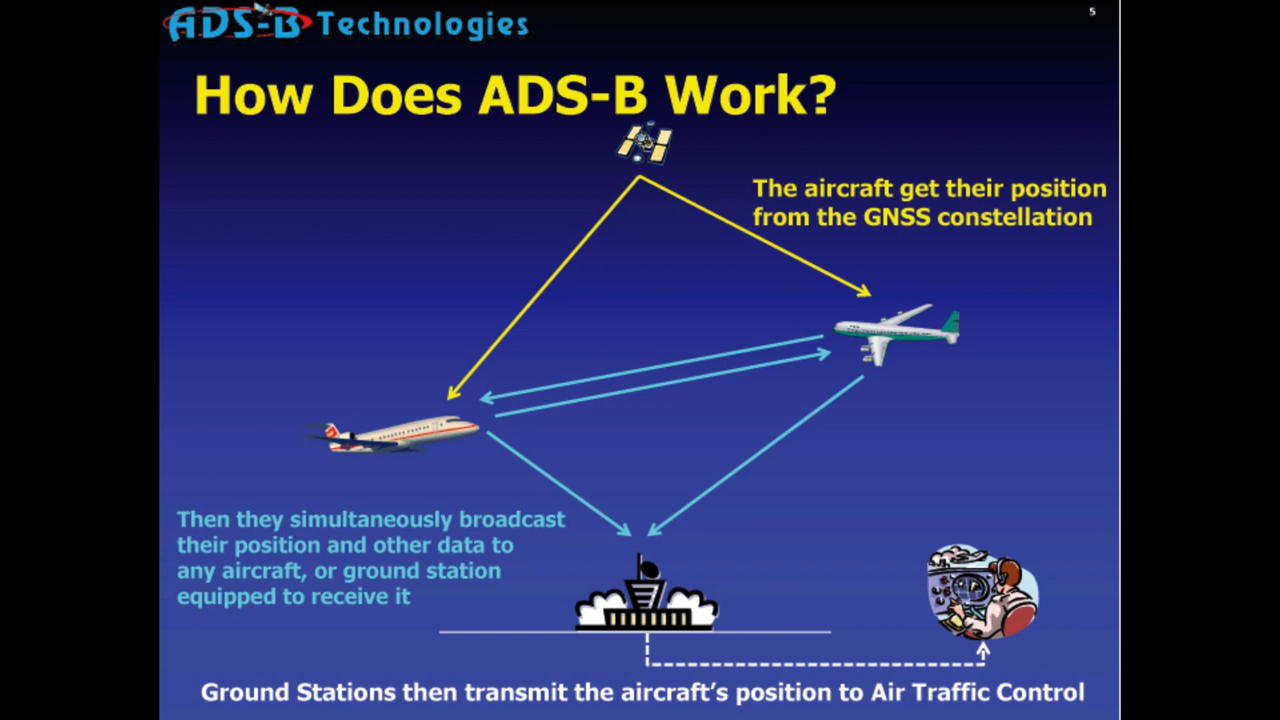 ADS-B Technologies
5
How Does ADS-B Work?
The aircraft get their position
from the GNSS constellation
Then they simultaneously broadcast
their position and other data to
any aircraft, or ground station
equipped to receive it
Ground Stations then transmit the aircraft's position to Air Traffic Control